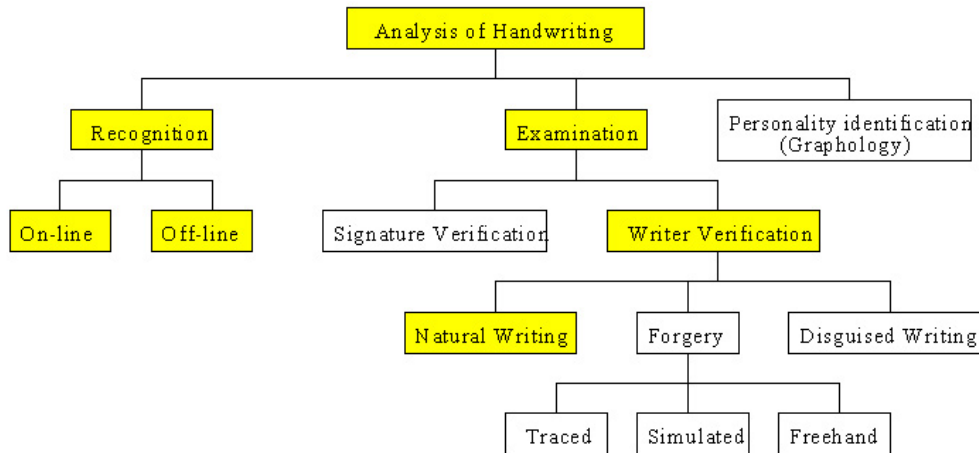 Analysis of Handwriting
Recognition
Examination
Personality identification
(Graphology)
On-line
Off-line
Signature Verification
Writer Verification
Natural Writing
Forgery
Disguised Writing
Traced
Simulated
Freehand